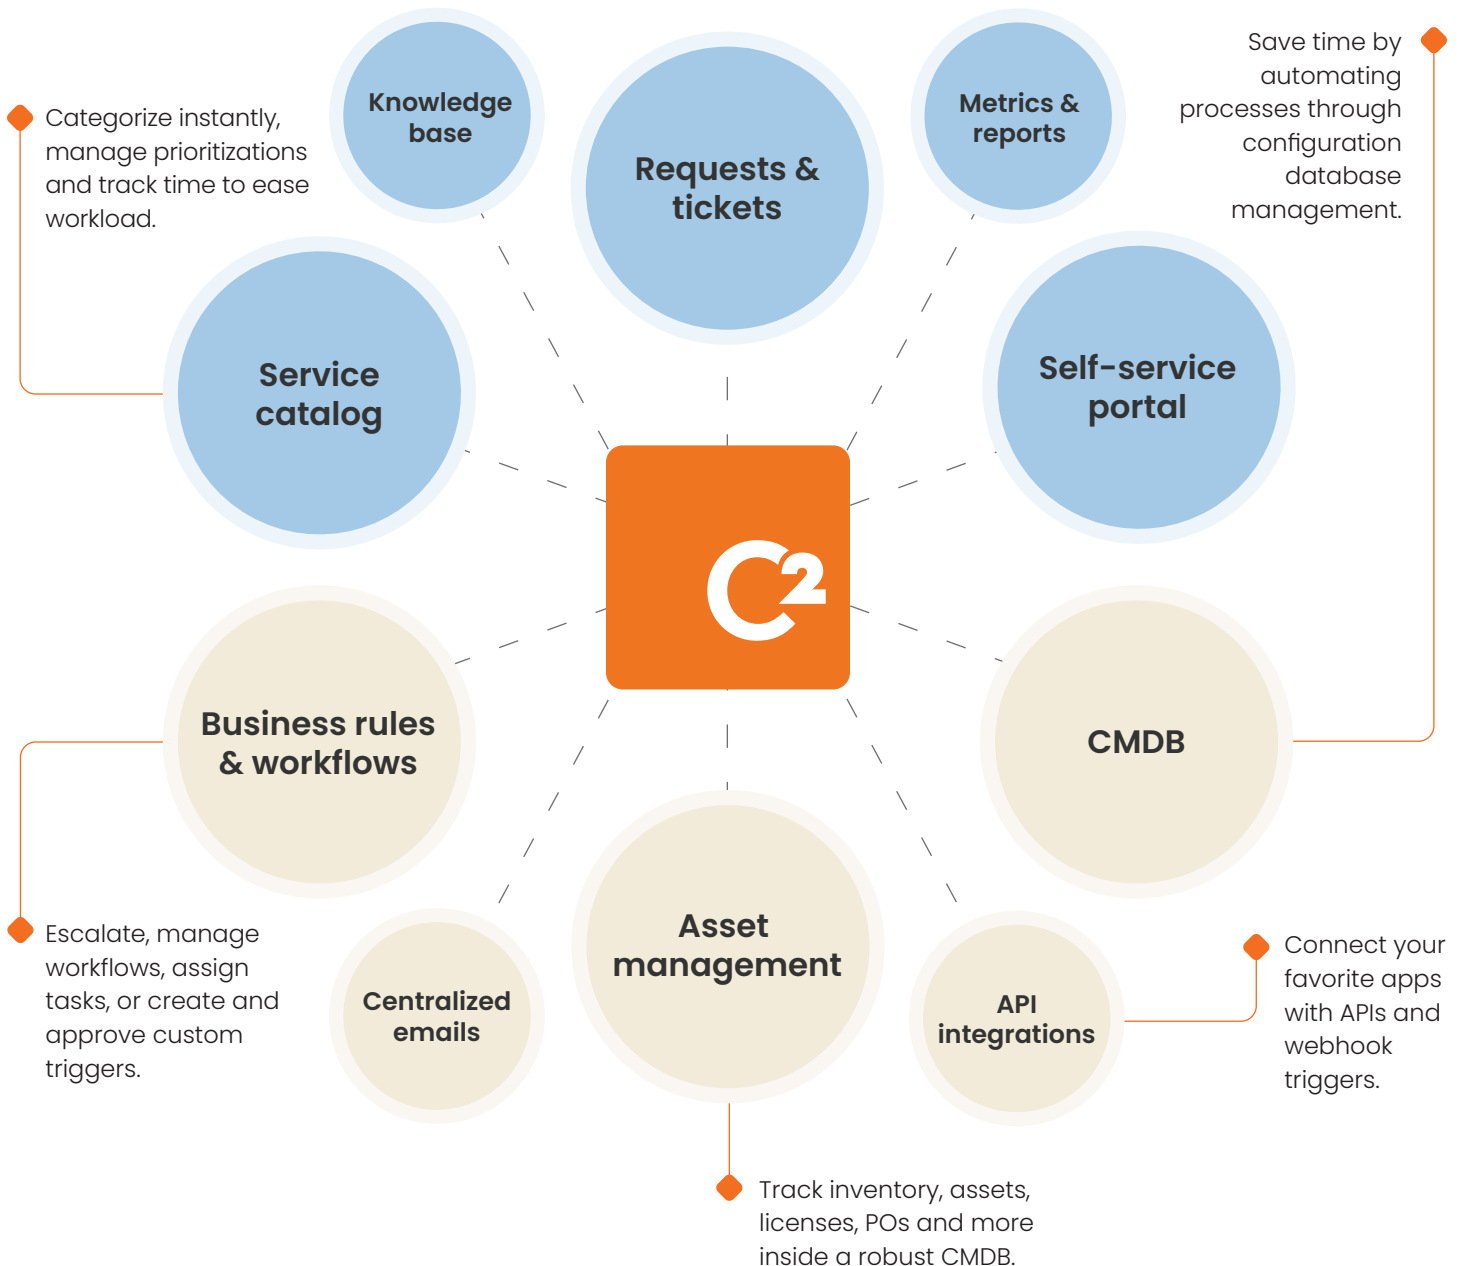 Knowledge
base
Requests &
tickets
Metrics &
reports
Save time by
automating
processes through
configuration
database
management.
Categorize instantly,
manage prioritizations
and track time to ease
workload.
Service
catalog
Self-service
portal
C2
Business rules
& workflows
CMDB
Escalate, manage
workflows, assign
tasks, or create and
approve custom
triggers.
Centralized
emails
Asset
management
API
integrations
Connect your
favorite apps
with APIs and
webhook
triggers.
Track inventory, assets,
licenses, POs and more
inside a robust CMDB.